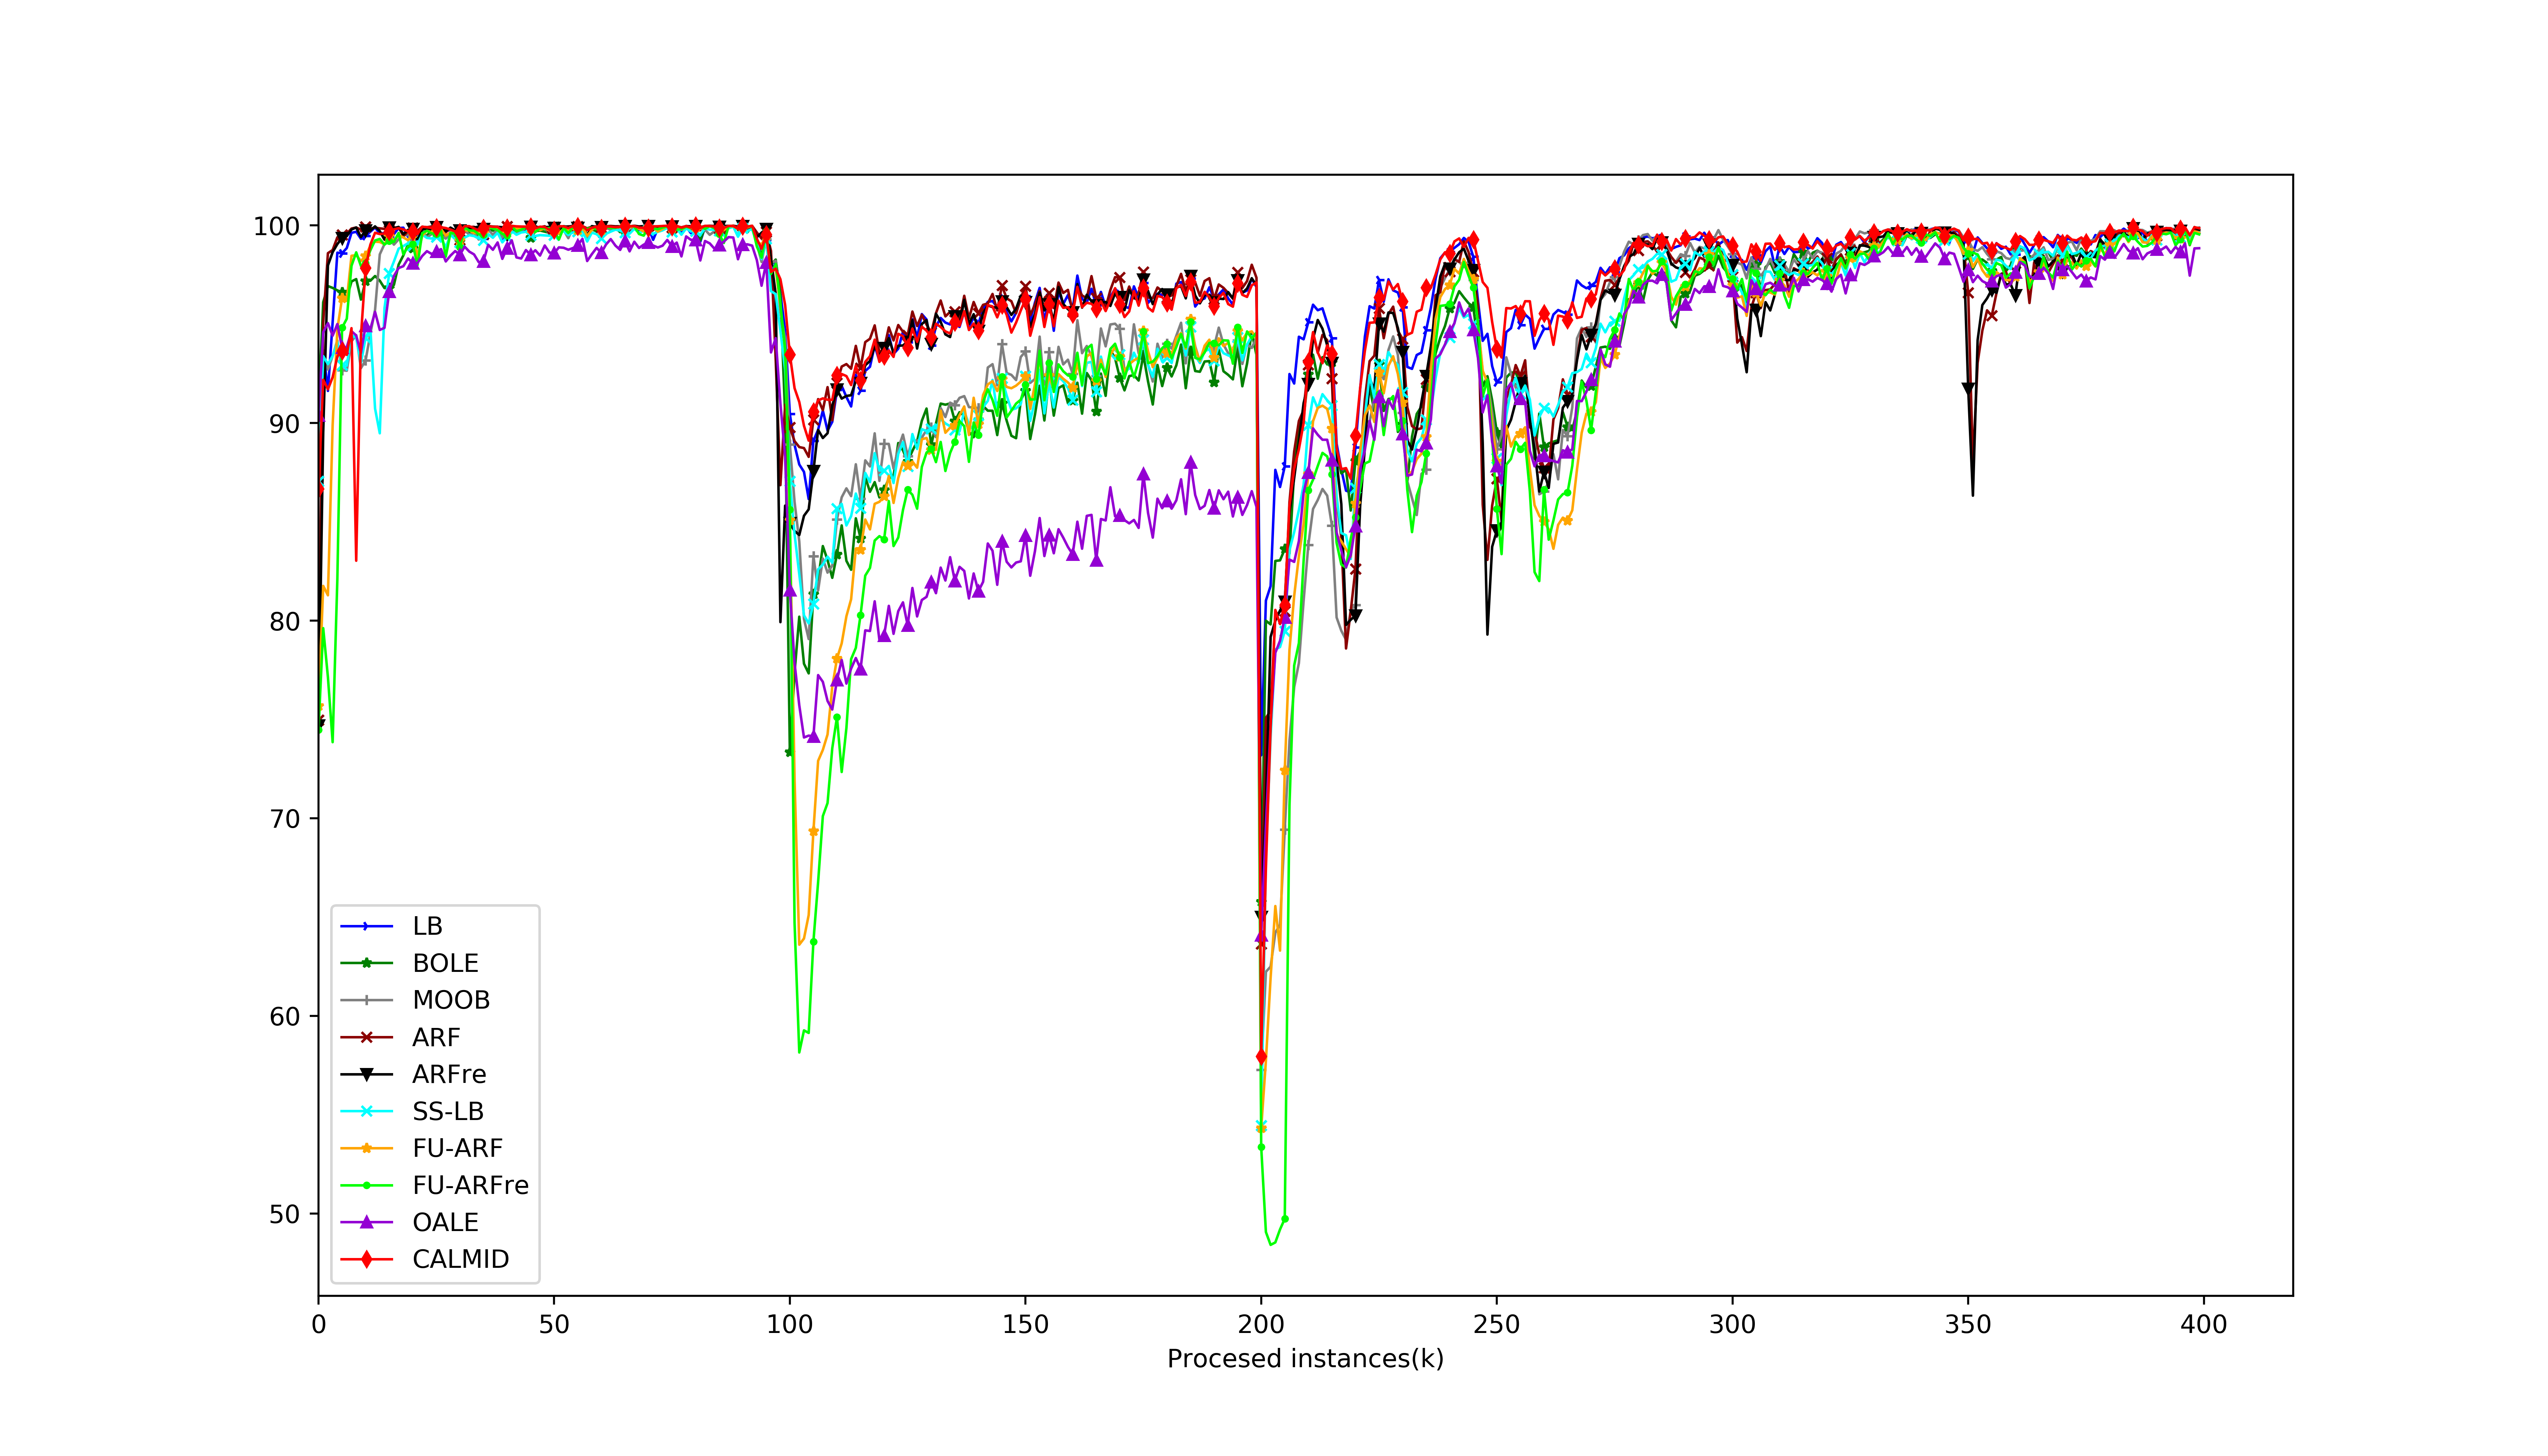 100
90
80
70
60
50
LB
BOLE
MOOB
ARF
ARFre
SS-LB
FU-ARF
FU-ARFre
OALE
CALMID
0 50 100 150 200 250 300 350 400
Procesed instances(k)